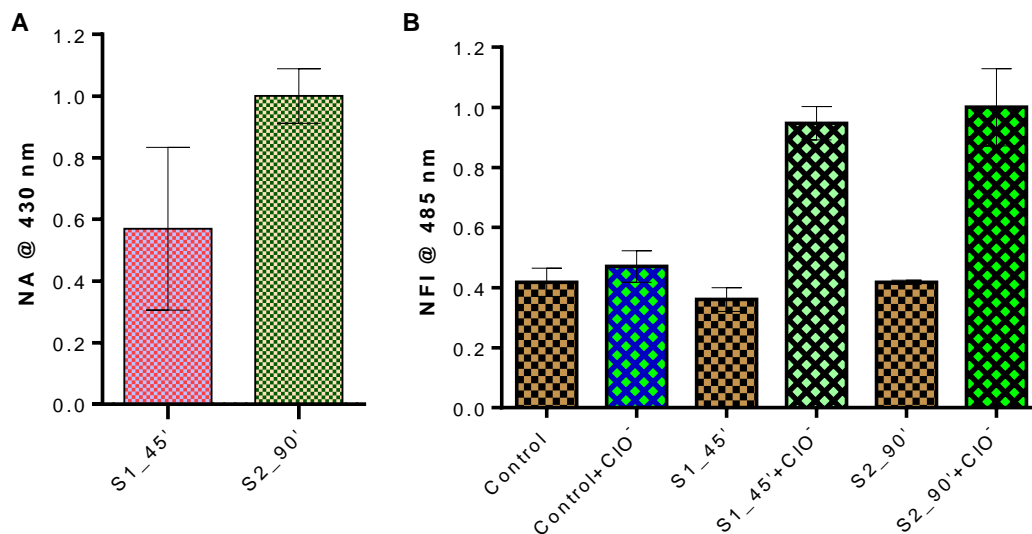 A
NA @ 430 nm
1.2
1.0
0.8
0.6
0.4
0.2
0.0
S1_45'
S2_90'
B
NFI @ 485 nm
1.2
1.0
0.8
0.6
0.4
0.2
0.0
Control
Control+ClO⁻
S1_45'
S1_45'+ClO⁻
S2_90'
S2_90'+ClO⁻